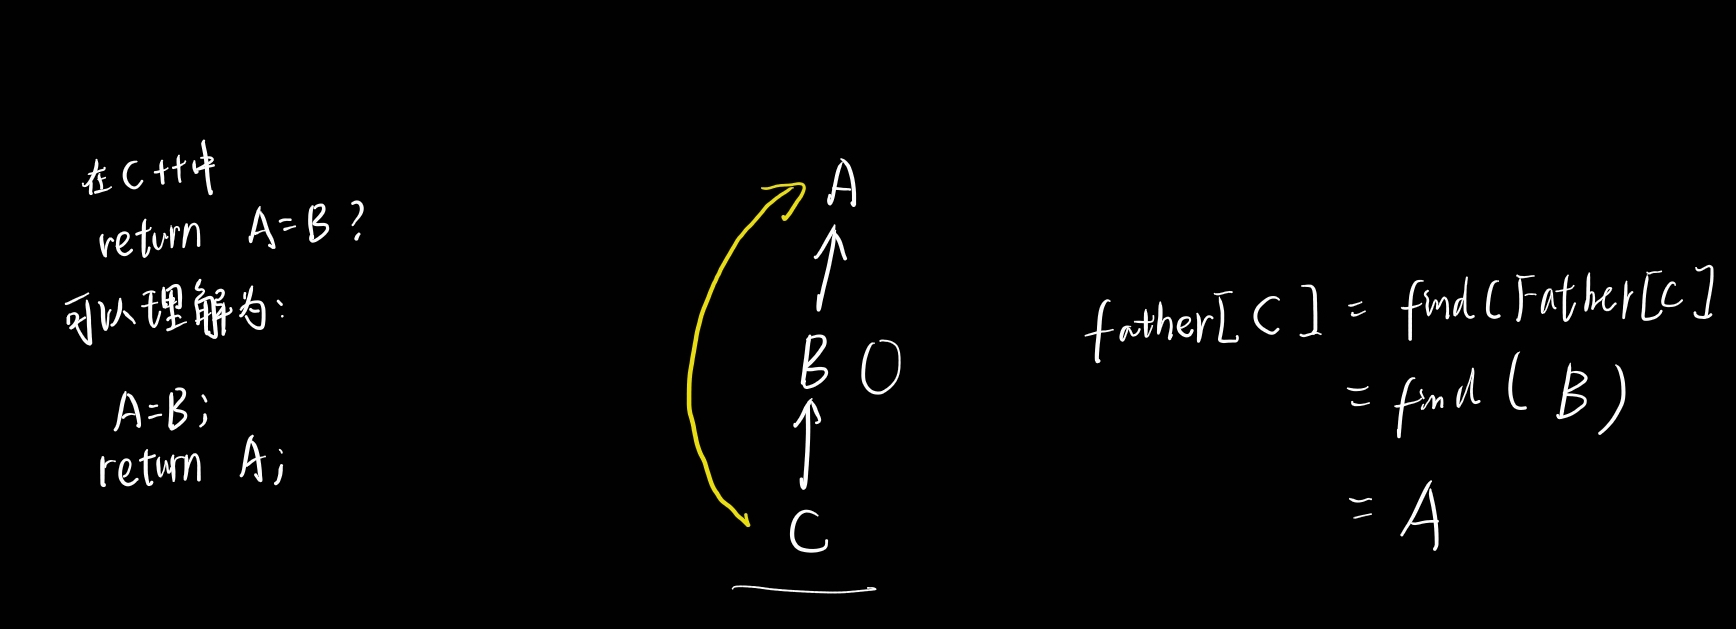 在C++中
return A=B?
可以理解为:
A=B;
return A;
A
B O
C
father[C] = find(Father[C]
= find(B)
= A